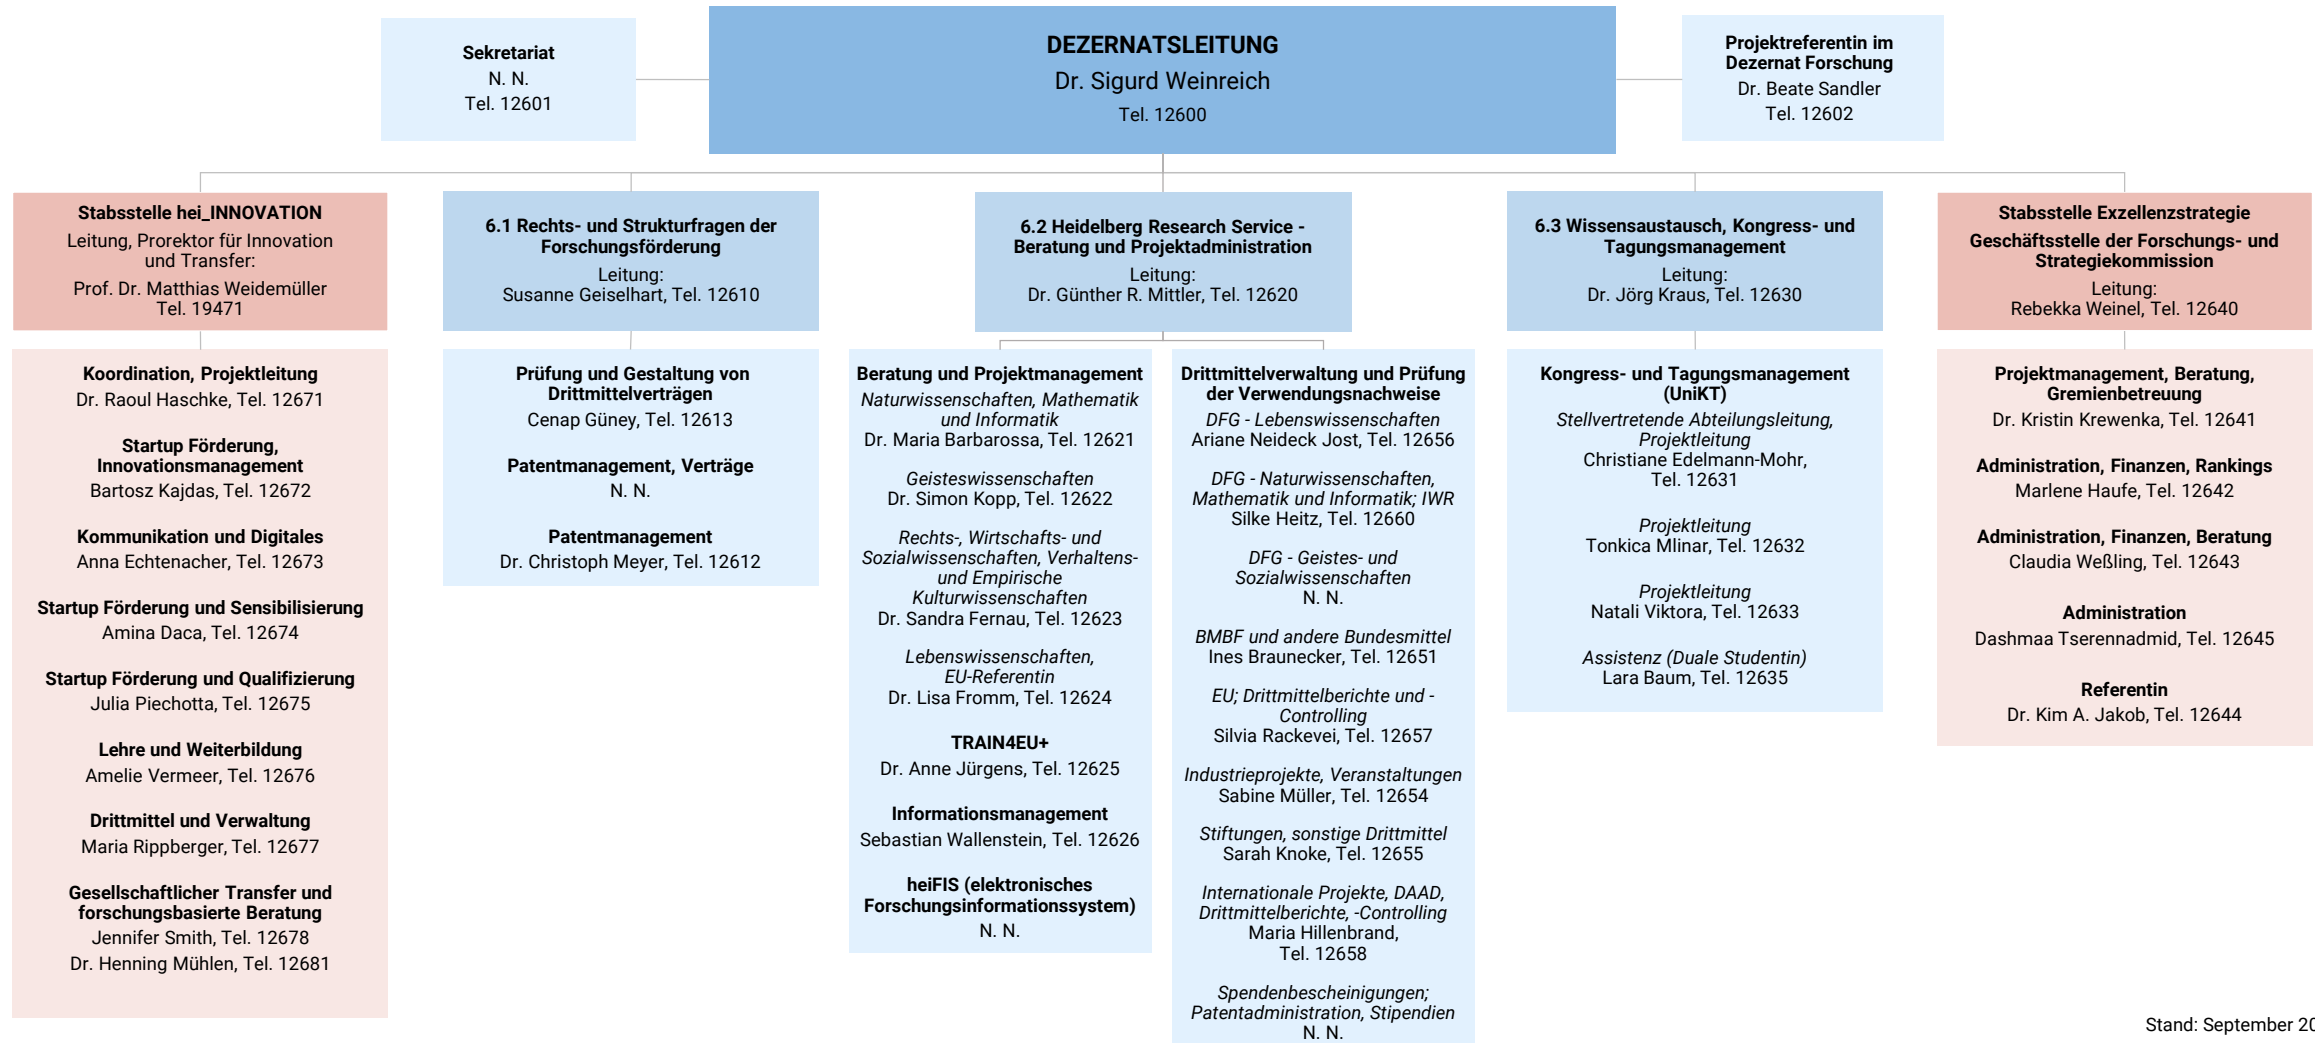 Sekretariat
N. N.
Tel. 12601
DEZERNATSLEITUNG
Dr. Sigurd Weinreich
Tel. 12600
Projektreferentin im
Dezernat Forschung
Dr. Beate Sandler
Tel. 12602
Stabsstelle hei_INNOVATION
Leitung, Prorektor für Innovation
und Transfer:
Prof. Dr. Matthias Weidemüller
Tel. 19471
6.1 Rechts- und Strukturfragen der
Forschungsförderung
Leitung:
Susanne Geiselhart, Tel. 12610
6.2 Heidelberg Research Service -
Beratung und Projektadministration
Leitung:
Dr. Günther R. Mittler, Tel. 12620
6.3 Wissensaustausch, Kongress- und
Tagungsmanagement
Leitung:
Dr. Jörg Kraus, Tel. 12630
Stabsstelle Exzellenzstrategie
Geschäftsstelle der Forschungs- und
Strategiekommission
Leitung:
Rebekka Weinel, Tel. 12640
Koordination, Projektleitung
Dr. Raoul Haschke, Tel. 12671
Startup Förderung,
Innovationsmanagement
Bartosz Kajdas, Tel. 12672
Kommunikation und Digitales
Anna Echtenacher, Tel. 12673
Startup Förderung und Sensibilisierung
Amina Daca, Tel. 12674
Startup Förderung und Qualifizierung
Julia Piechotta, Tel. 12675
Lehre und Weiterbildung
Amelie Vermeer, Tel. 12676
Drittmittel und Verwaltung
Maria Rippberger, Tel. 12677
Gesellschaftlicher Transfer und
forschungsbasierte Beratung
Jennifer Smith, Tel. 12678
Dr. Henning Mühlen, Tel. 12681
Prüfung und Gestaltung von
Drittmittelverträgen
Cenap Güney, Tel. 12613
Patentmanagement, Verträge
N. N.
Patentmanagement
Dr. Christoph Meyer, Tel. 12612
Beratung und Projektmanagement
Naturwissenschaften, Mathematik
und Informatik
Dr. Maria Barbarossa, Tel. 12621
Geisteswissenschaften
Dr. Simon Kopp, Tel. 12622
Rechts-, Wirtschafts- und
Sozialwissenschaften, Verhaltens-
und Empirische
Kulturwissenschaften
Dr. Sandra Fernau, Tel. 12623
Lebenswissenschaften,
EU-Referentin
Dr. Lisa Fromm, Tel. 12624
TRAIN4EU+
Dr. Anne Jürgens, Tel. 12625
Informationsmanagement
Sebastian Wallenstein, Tel. 12626
heiFIS (elektronisches
Forschungsinformationssystem)
N. N.
Drittmittelverwaltung und Prüfung
der Verwendungsnachweise
DFG - Lebenswissenschaften
Ariane Neideck Jost, Tel. 12656
DFG - Naturwissenschaften,
Mathematik und Informatik; IWR
Silke Heitz, Tel. 12660
DFG - Geistes- und
Sozialwissenschaften
N. N.
BMBF und andere Bundesmittel
Ines Braunecker, Tel. 12651
EU; Drittmittelberichte und -
Controlling
Silvia Rackevei, Tel. 12657
Industrieprojekte, Veranstaltungen
Sabine Müller, Tel. 12654
Stiftungen, sonstige Drittmittel
Sarah Knoke, Tel. 12655
Internationale Projekte, DAAD,
Drittmittelberichte, -Controlling
Maria Hillenbrand,
Tel. 12658
Spendenbescheinigungen;
Patentadministration, Stipendien
N. N.
Kongress- und Tagungsmanagement
(UniKT)
Stellvertretende Abteilungsleitung,
Projektleitung
Christiane Edelmann-Mohr,
Tel. 12631
Projektleitung
Tonkica Mlinar, Tel. 12632
Projektleitung
Natali Viktora, Tel. 12633
Assistenz (Duale Studentin)
Lara Baum, Tel. 12635
Projektmanagement, Beratung,
Gremienbetreuung
Dr. Kristin Krewenka, Tel. 12641
Administration, Finanzen, Rankings
Marlene Haufe, Tel. 12642
Administration, Finanzen, Beratung
Claudia Weßling, Tel. 12643
Administration
Dashmaa Tserennadmid, Tel. 12645
Referentin
Dr. Kim A. Jakob, Tel. 12644
Stand: September 20